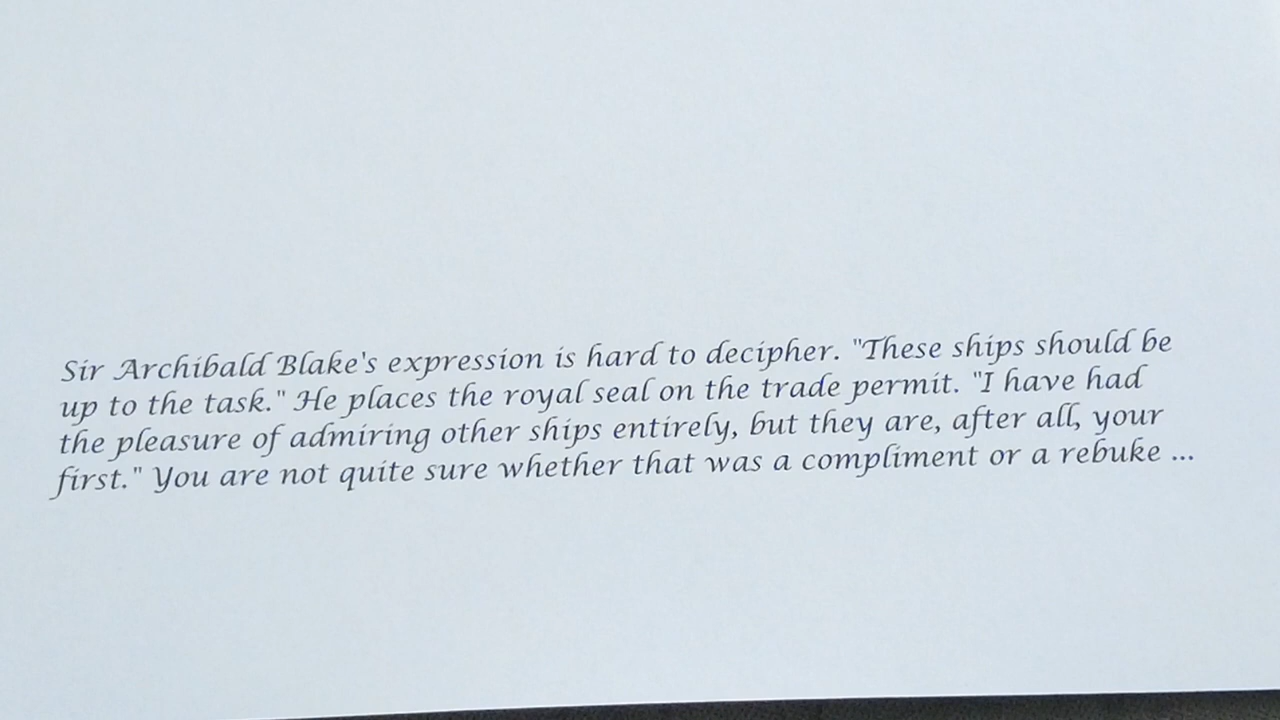 Sir Archibald Blake's expression is hard to decipher. "These ships should be
up to the task." He places the royal seal on the trade permit. "I have had
the pleasure of admiring other ships entirely, but they are, after all, your
first." You are not quite sure whether that was a compliment or a rebuke ...